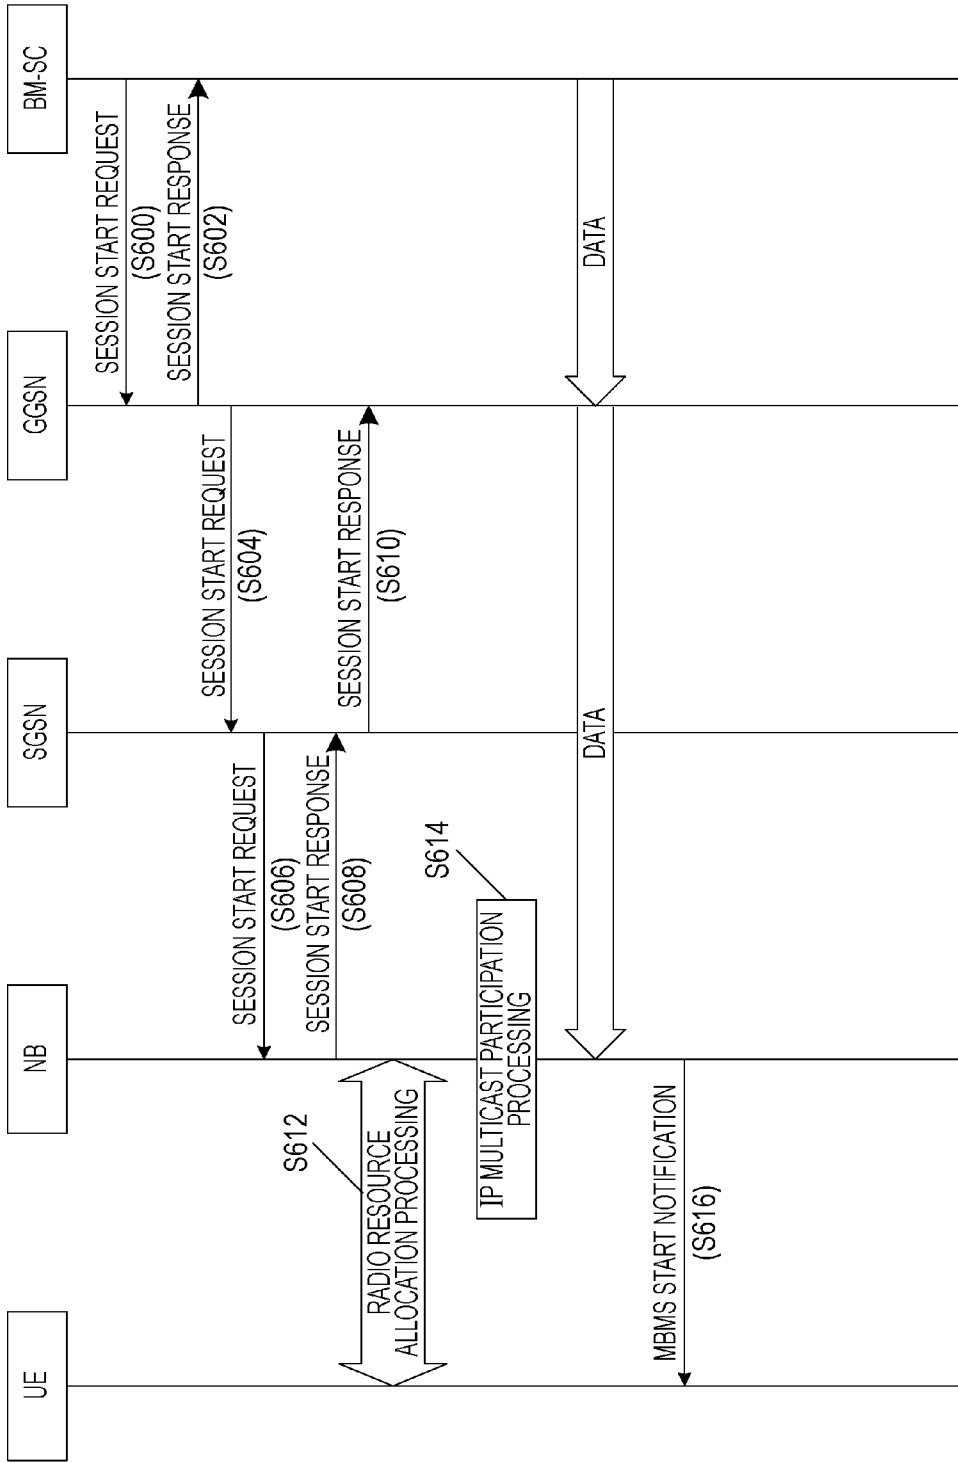 UE
NB
SGSN
GGSN
BM-SC
SESSION START REQUEST
(S600)
SESSION START RESPONSE
(S602)
SESSION START REQUEST
(S604)
SESSION START REQUEST
(S606)
SESSION START RESPONSE
(S608)
SESSION START RESPONSE
(S610)
S612
RADIO RESOURCE
ALLOCATION PROCESSING
S614
IP MULTICAST PARTICIPATION
PROCESSING
DATA
DATA
MBMS START NOTIFICATION
(S616)